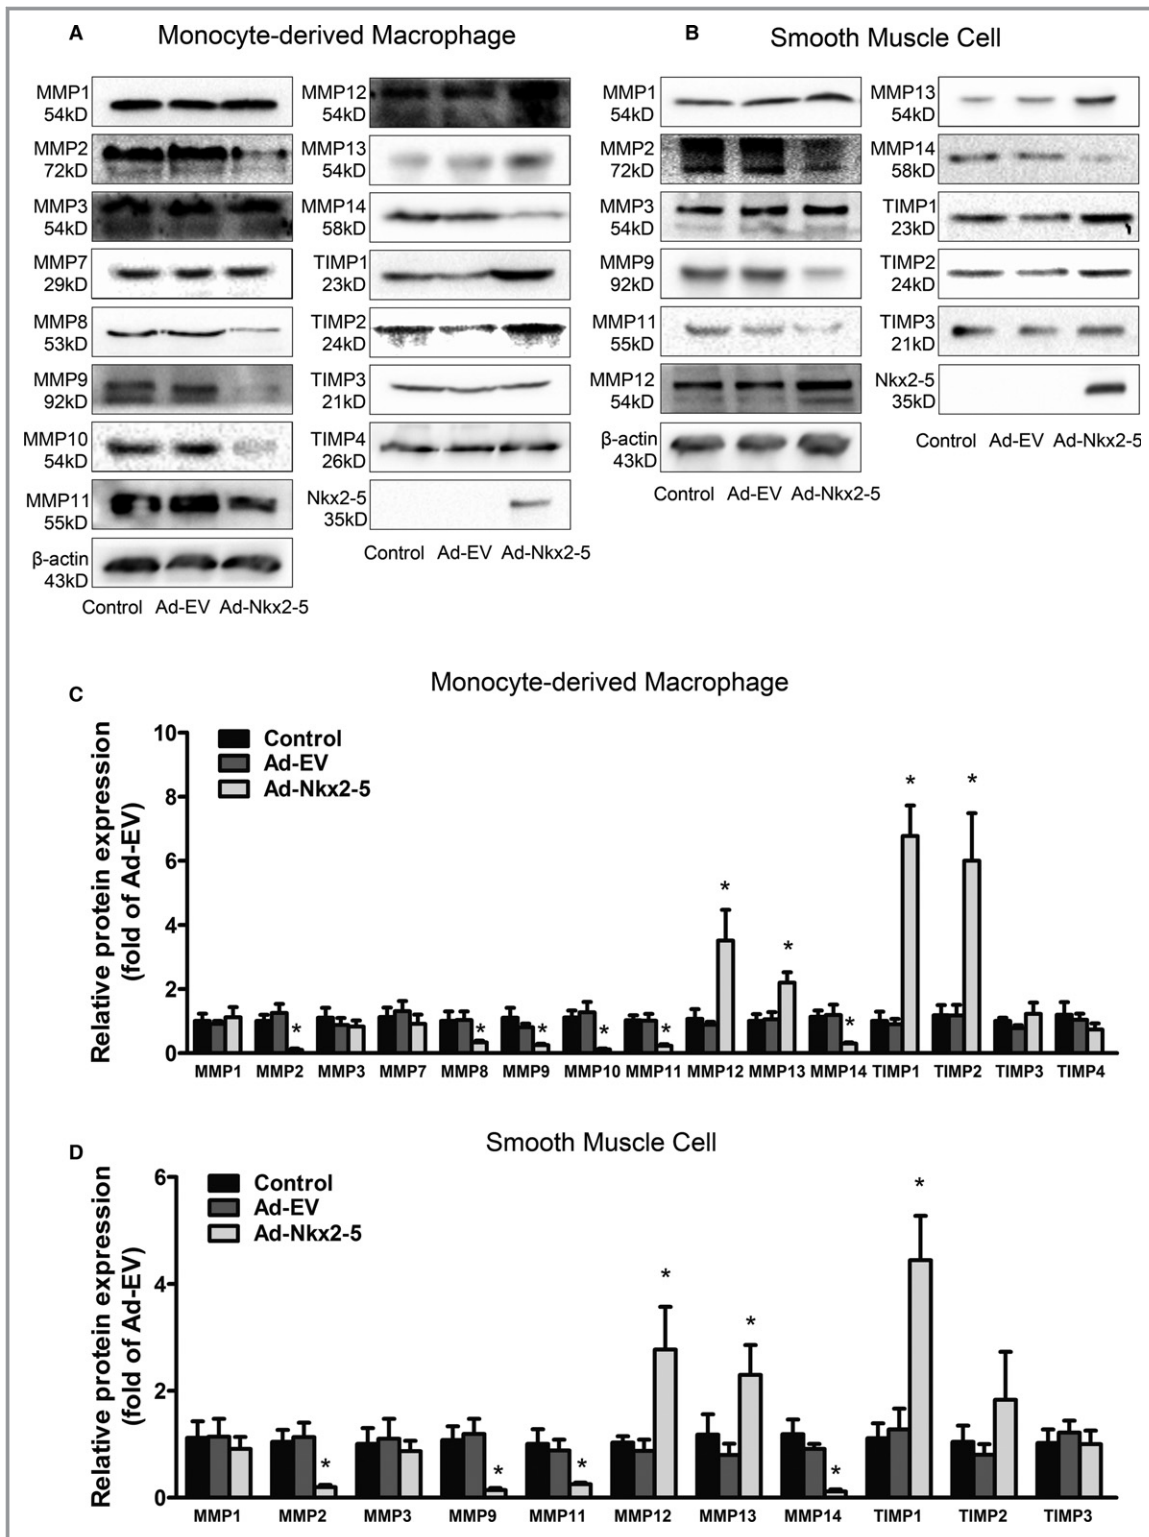 A
Monocyte-derived Macrophage
MMP1
54kD
MMP2
72kD
MMP3
54kD
MMP7
29kD
MMP8
53kD
MMP9
92kD
MMP10
54kD
MMP11
55kD
β-actin
43kD
Control Ad-EV Ad-Nkx2-5
MMP12
54kD
MMP13
54kD
MMP14
58kD
TIMP1
23kD
TIMP2
24kD
TIMP3
21kD
TIMP4
26kD
Nkx2-5
35kD
Control Ad-EV Ad-Nkx2-5
B
Smooth Muscle Cell
MMP1
54kD
MMP2
72kD
MMP3
54kD
MMP9
92kD
MMP11
55kD
MMP12
54kD
β-actin
43kD
Control Ad-EV Ad-Nkx2-5
MMP13
54kD
MMP14
58kD
TIMP1
23kD
TIMP2
24kD
TIMP3
21kD
Nkx2-5
35kD
Control Ad-EV Ad-Nkx2-5
C
Monocyte-derived Macrophage
Relative protein expression
(fold of Ad-EV)
10
8
6
4
2
0
Control
Ad-EV
Ad-Nkx2-5
* * * * * * * * * *
MMP1 MMP2 MMP3 MMP7 MMP8 MMP9 MMP10 MMP11 MMP12 MMP13 MMP14 TIMP1 TIMP2 TIMP3 TIMP4
D
Smooth Muscle Cell
Relative protein expression
(fold of Ad-EV)
6
4
2
0
Control
Ad-EV
Ad-Nkx2-5
* * * * * * *
MMP1 MMP2 MMP3 MMP9 MMP11 MMP12 MMP13 MMP14 TIMP1 TIMP2 TIMP3